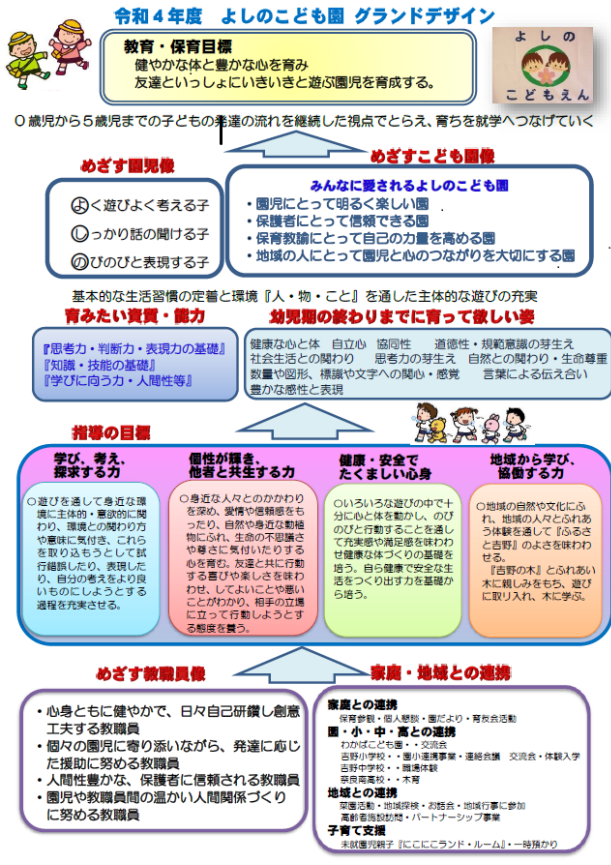 令和４年度　よしのこども園 グランドデザイン
教育・保育目標
健やかな体と豊かな心を育み
友達といっしょにいきいきと遊ぶ園児を育成する。
よしの
こどもえん
０歳児から５歳児までの子どもの発達の流れを継続した視点でとらえ、育ちを就学へつなげていく
めざす園児像
よく遊びよく考える子
しっかり話の聞ける子
のびのびと表現する子
めざすこども園像
みんなに愛されるよしのこども園
・園児にとって明るく楽しい園
・保護者にとって信頼できる園
・保育教諭にとって自己の力量を高める園
・地域の人にとって園児と心のつながりを大切にする園
基本的な生活習慣の定着と環境『人・物・こと』を通した主体的な遊びの充実
育みたい資質・能力
『思考力・判断力・表現力の基礎』
『知識・技能の基礎』
『学びに向う力・人間性等』
幼児期の終わりまでに育って欲しい姿
健康な心と体　自立心　協同性　　道徳性・規範意識の芽生え
社会生活との関わり　　思考力の芽生え　自然との関わり・生命尊重
数量や図形、標識や文字への関心・感覚　　言葉による伝え合い
豊かな感性と表現
指導の目標
学び、考え、
探求する力
○遊びを通して身近な環
境に主体的・意欲的に関
わり、環境との関わり方
や意味に気付き、これら
を取り込もうとして試行
錯誤したり、表現した
り、自分の考えをより良
いものにしようとする
過程を充実させる。
個性が輝き、
他者と共生する力
○身近な人々とのかかわり
を深め、愛情や信頼感をも
ったり、自然や身近な動植
物にふれ、生命の不思議さ
や尊さに気付いたりする
心を育む。友達と共に行動
する喜びや楽しさを味わ
わせ、してよいことや悪い
ことがわかり、相手の立場
に立って行動しようとす
る態度を養う。
健康・安全で
たくましい心身
○いろいろな遊びの中で十
分に心と体を動かし、のび
のびと行動することを通し
て充実感や満足感を味わわ
せ健康な体づくりの基礎を
培う。自ら健康で安全な生
活をつくり出す力を基礎か
ら培う。
地域から学び、
協働する力
○地域の自然や文化にふ
れ、地域の人々とふれあ
う体験を通して『ふるさ
と吉野』のよさを味わわ
せる。
『吉野の木』とふれあい
木に親しみをもち、遊び
に取り入れ、木に学ぶ。
めざす教職員像
・心身ともに健やかで、日々自己研鑽し創意
工夫する教職員
・個々の園児に寄り添いながら、発達に応じ
た援助に努める教職員
・人間性豊かな、保護者に信頼される教職員
・園児や教職員間の温かい人間関係づくり
に努める教職員
家庭・地域との連携
家庭との連携
保育参観・個人懇談・園だより・育友会活動
園・小・中・高との連携
わかばこども園・・交流会
吉野小学校・・園小連携事業・連絡会議　交流会・体験入学
吉野中学校・・職場体験
奈良南高校・・木育
地域との連携
菜園活動・地域探検・お話会・地域行事に参加
高齢者施設訪問・パートナーシップ事業
子育て支援
未就園児親子『にこにこランド・ルーム』・一時預かり